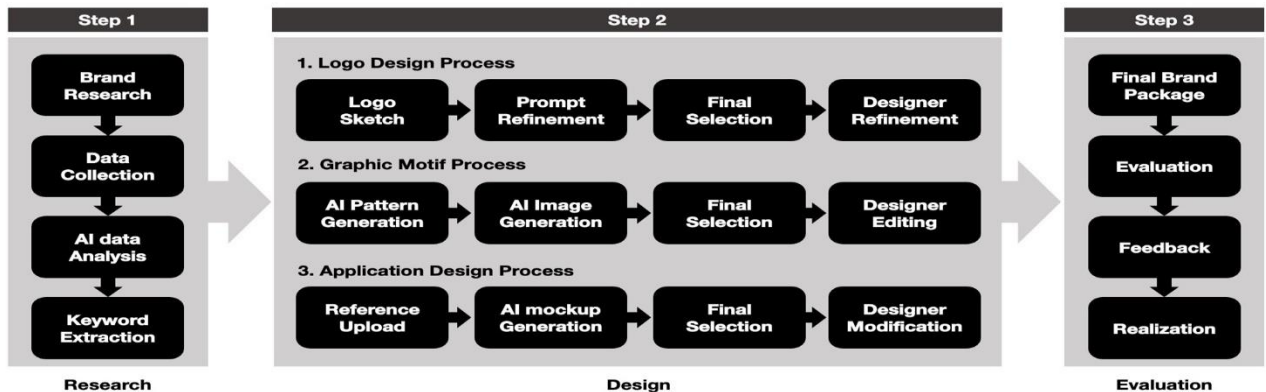 Step 1
Brand
Research
Data
Collection
AI data
Analysis
Keyword
Extraction
Research
Step 2
1. Logo Design Process
Logo
Sketch
Prompt
Refinement
Final
Selection
Designer
Refinement
2. Graphic Motif Process
AI Pattern
Generation
AI Image
Generation
Final
Selection
Designer
Editing
3. Application Design Process
Reference
Upload
AI mockup
Generation
Final
Selection
Designer
Modification
Design
Step 3
Final Brand
Package
Evaluation
Feedback
Realization
Evaluation